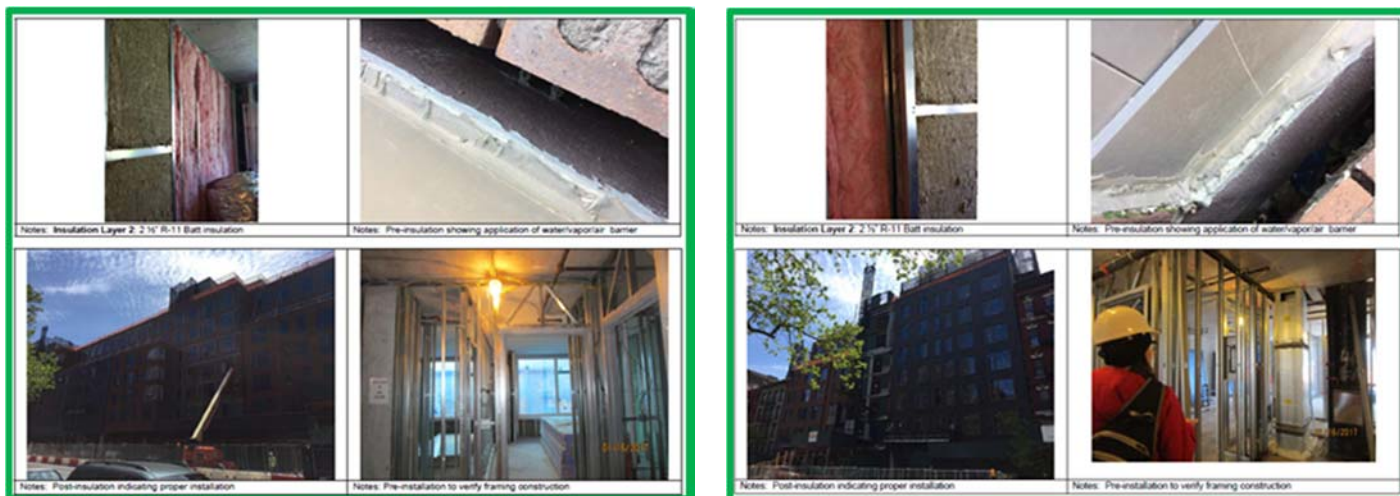 Notes: Insulation Layer 2: 2 ½" R-11 Batt insulation
Notes: Pre-insulation showing application of water/vapor/air barrier
Notes: Post-insulation indicating proper installation
Notes: Pre-installation to verify framing construction
Notes: Insulation Layer 2: 2 ½" R-11 Batt insulation
Notes: Pre-insulation showing application of water/vapor/air barrier
Notes: Post-insulation indicating proper installation
Notes: Pre-installation to verify framing construction